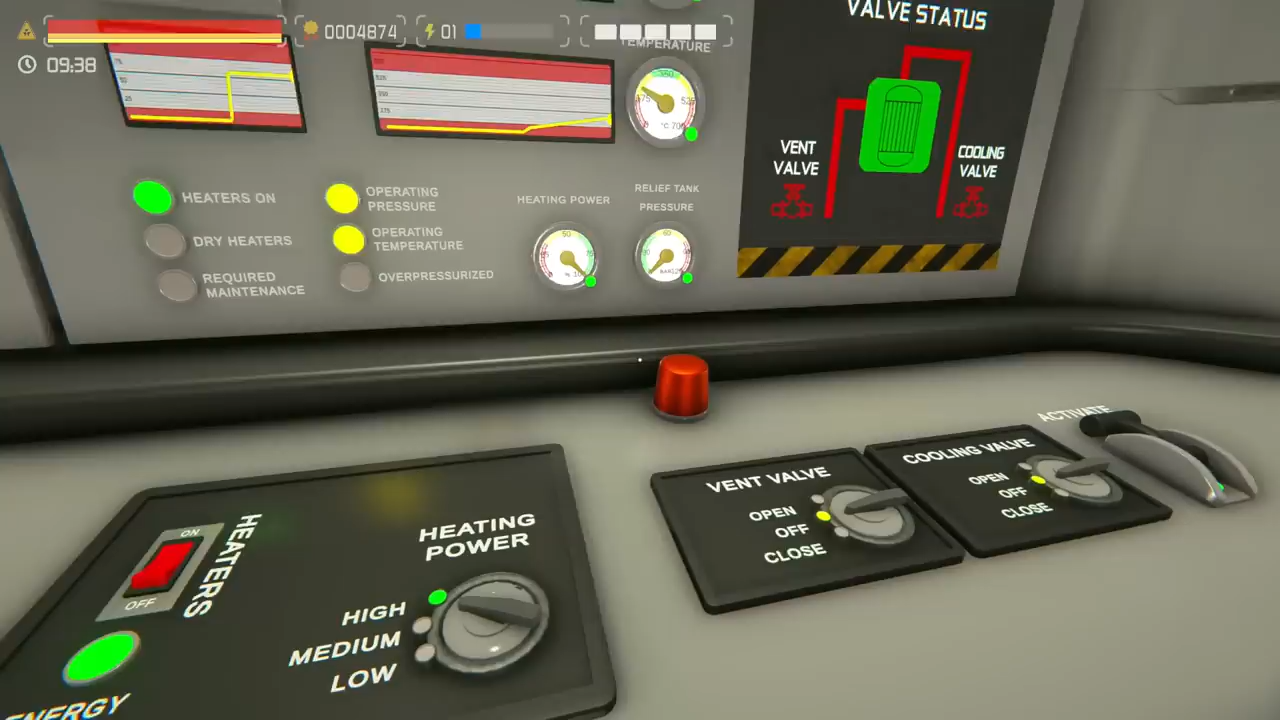 0004874
01
09:38
TEMPERATURE
VALVE STATUS
VENT
VALVE
COOLING
VALVE
HEATERS ON
DRY HEATERS
REQUIRED
MAINTENANCE
OPERATING
PRESSURE
OPERATING
TEMPERATURE
OVERPRESSURIZED
HEATING POWER
RELIEF TANK
PRESSURE
ACTIVATE
VENT VALVE
OPEN
OFF
CLOSE
COOLING VALVE
OPEN
OFF
CLOSE
ON
OFF
HEATERS
ENERGY
HEATING
POWER
HIGH
MEDIUM
LOW